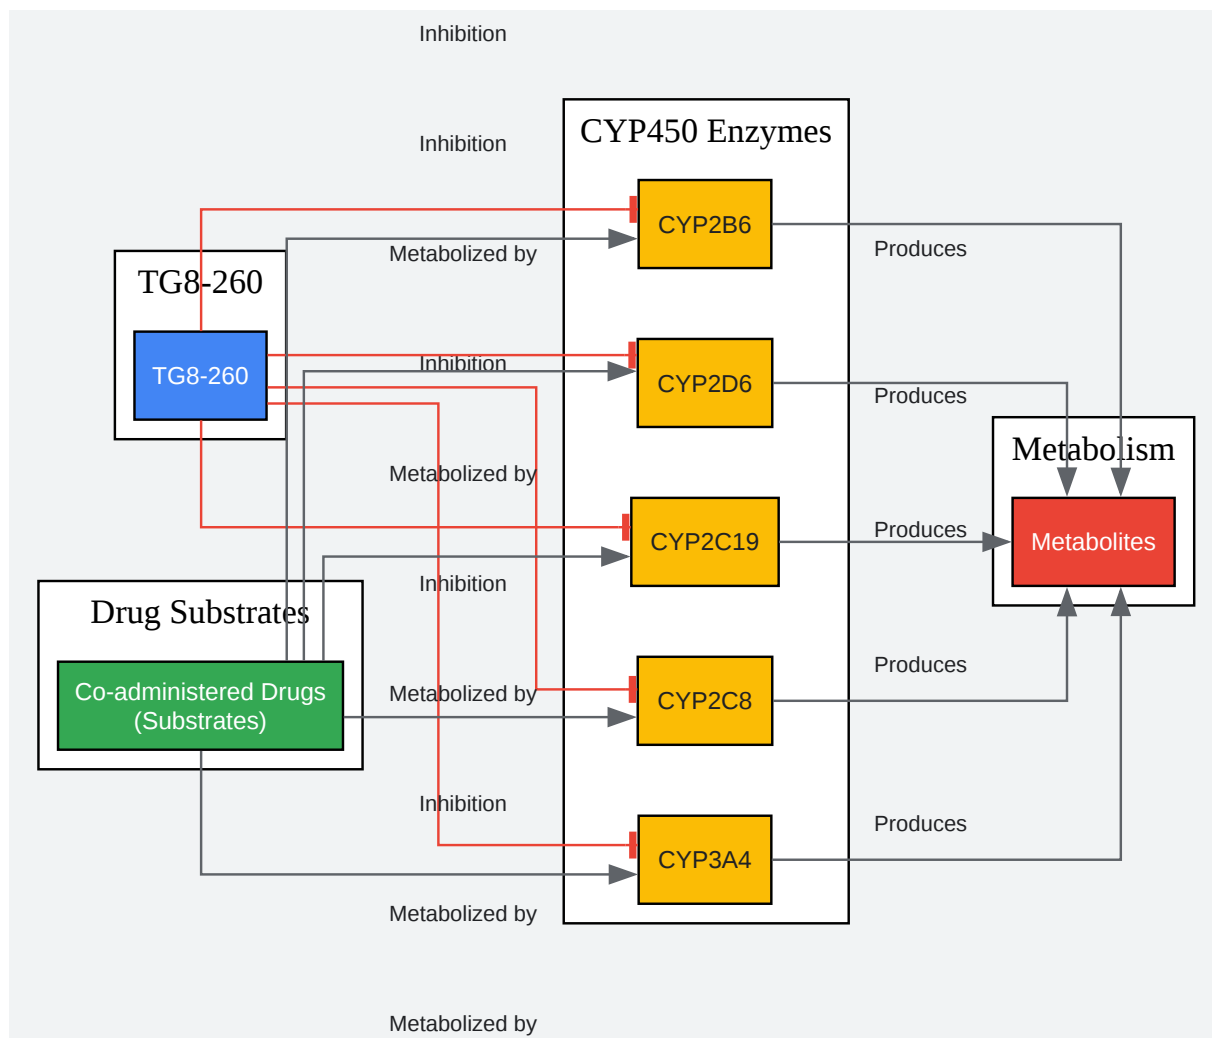 Inhibition
Inhibition
Metabolized by
Inhibition
Metabolized by
Inhibition
Metabolized by
Inhibition
Metabolized by
Metabolized by
TG8-260
TG8-260
Drug Substrates
Co-administered Drugs
(Substrates)
CYP450 Enzymes
CYP2B6
CYP2D6
CYP2C19
CYP2C8
CYP3A4
Produces
Produces
Produces
Produces
Produces
Metabolism
Metabolites